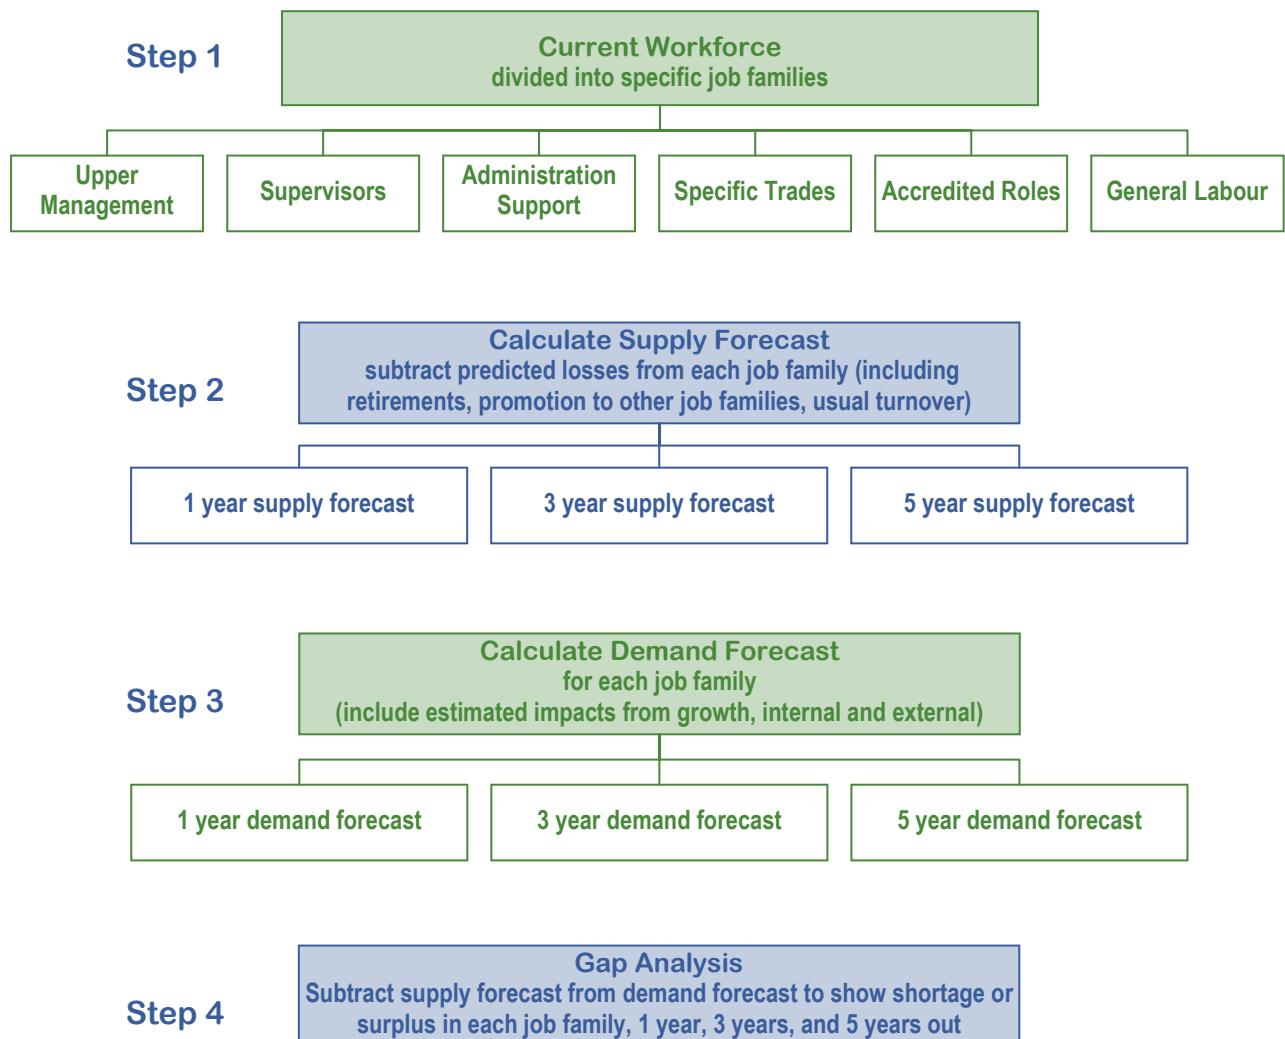 Step 1
Current Workforce
divided into specific job families
Upper
Management
Supervisors
Administration
Support
Specific Trades
Accredited Roles
General Labour
Step 2
Calculate Supply Forecast
subtract predicted losses from each job family (including
retirements, promotion to other job families, usual turnover)
1 year supply forecast
3 year supply forecast
5 year supply forecast
Step 3
Calculate Demand Forecast
for each job family
(include estimated impacts from growth, internal and external)
1 year demand forecast
3 year demand forecast
5 year demand forecast
Step 4
Gap Analysis
Subtract supply forecast from demand forecast to show shortage or
surplus in each job family, 1 year, 3 years, and 5 years out